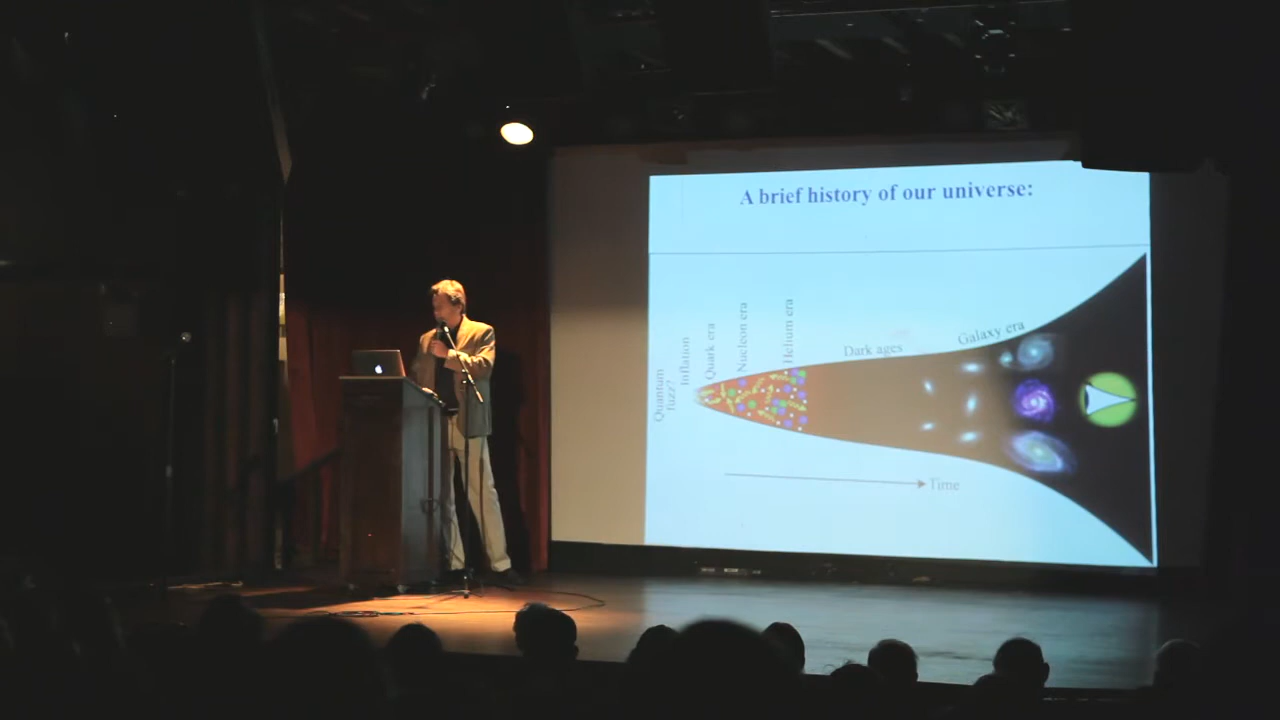 A brief history of our universe:
Quantum
fuzz?
Inflation
Quark era
Nucleon era
Helium era
Dark ages
Galaxy era
Time